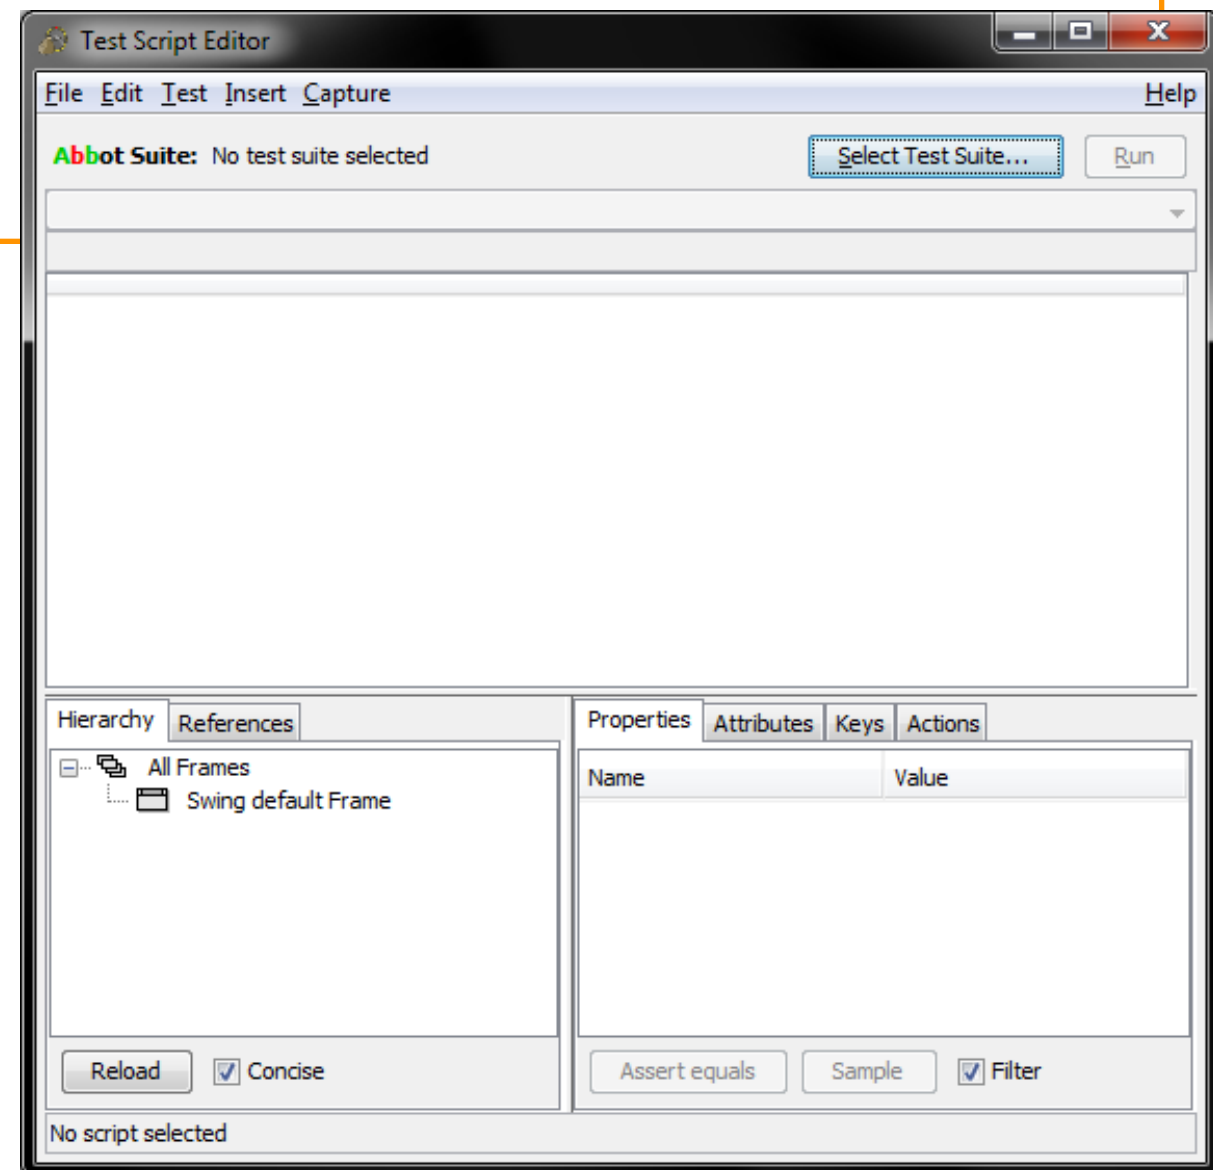 Test Script Editor
File Edit Test Insert Capture Help
Abbot Suite: No test suite selected Select Test Suite... Run
Hierarchy References Properties Attributes Keys Actions
All Frames
Name Value
Swing default Frame
Reload Concise Assert equals Sample Filter
No script selected